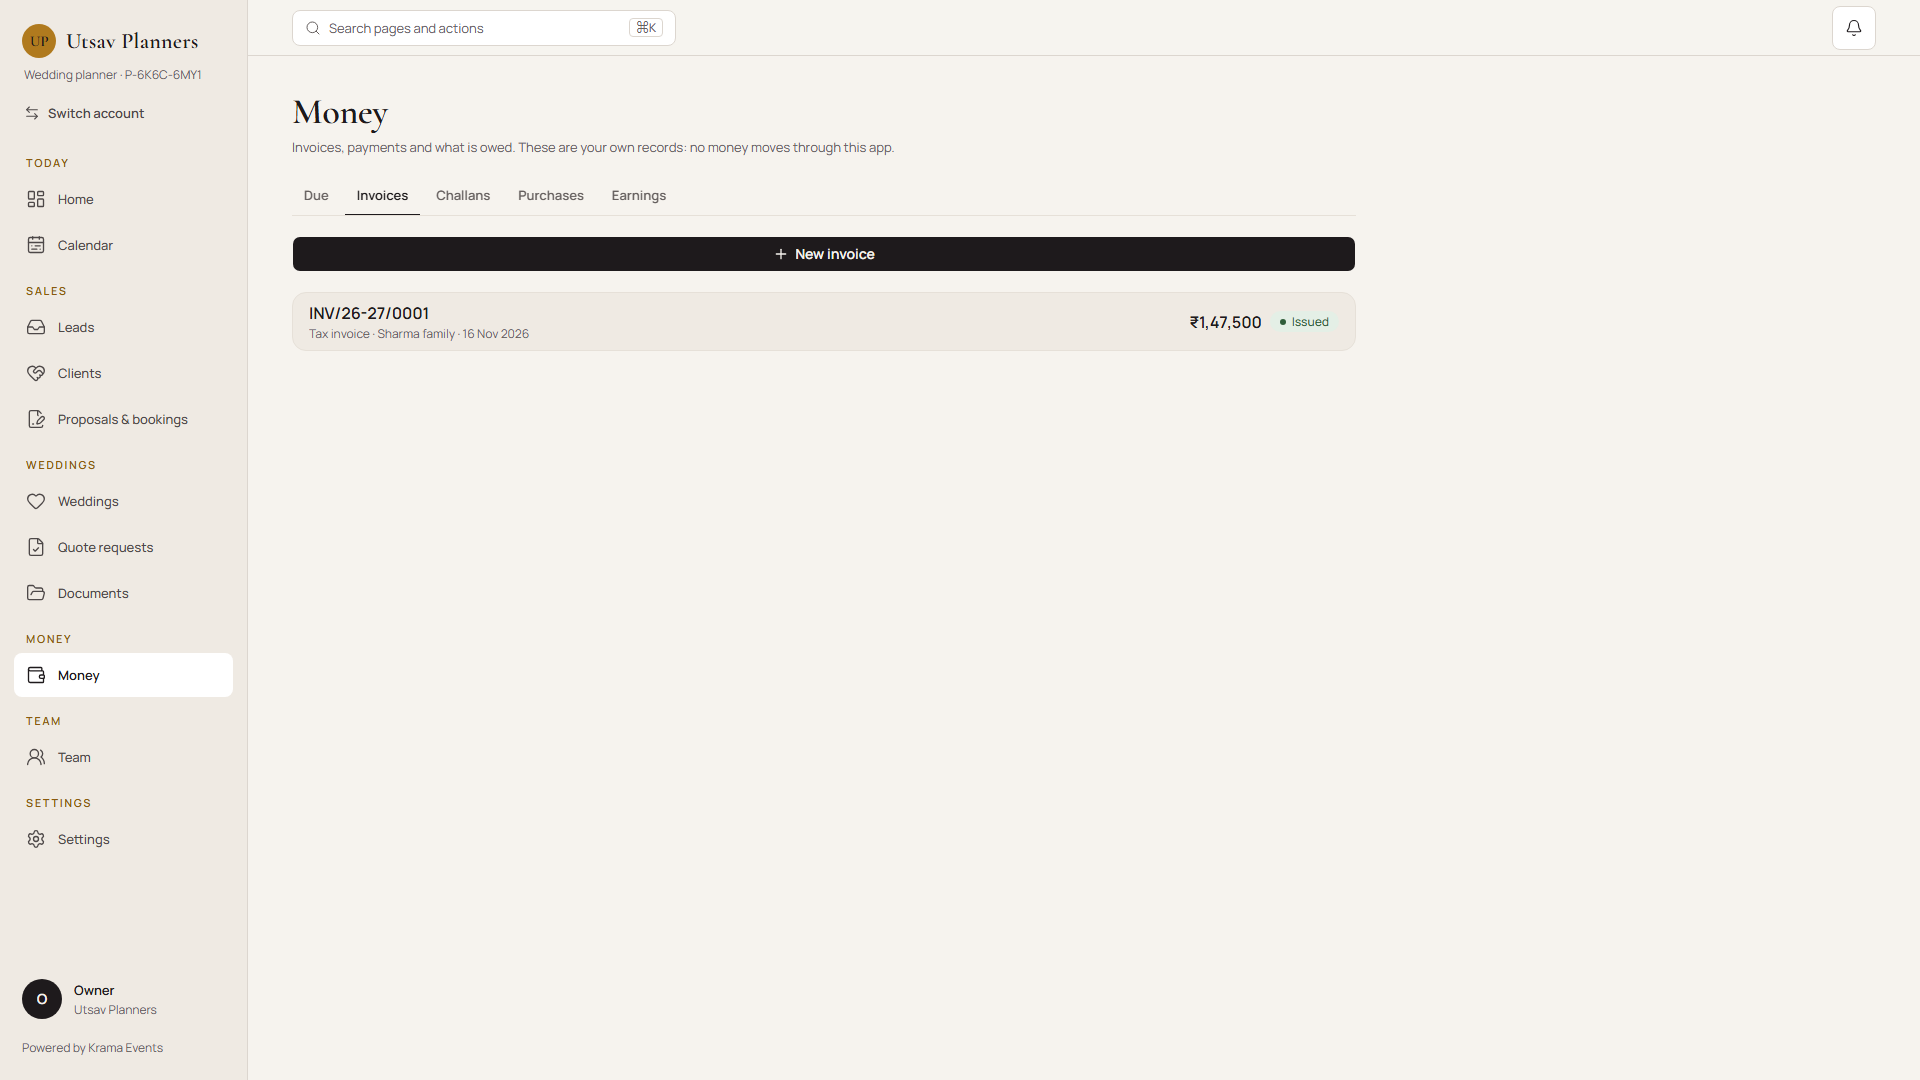 UP Utsav Planners
Wedding planner · P-6K6C-6MY1
Switch account
TODAY
Home
Calendar
SALES
Leads
Clients
Proposals & bookings
WEDDINGS
Weddings
Quote requests
Documents
MONEY
Money
TEAM
Team
SETTINGS
Settings
O
Owner
Utsav Planners
Powered by Krama Events
Search pages and actions ⌘K
Money
Invoices, payments and what is owed. These are your own records: no money moves through this app.
Due Invoices Challans Purchases Earnings
+ New invoice
INV/26-27/0001
Tax invoice · Sharma family · 16 Nov 2026
₹1,47,500 Issued